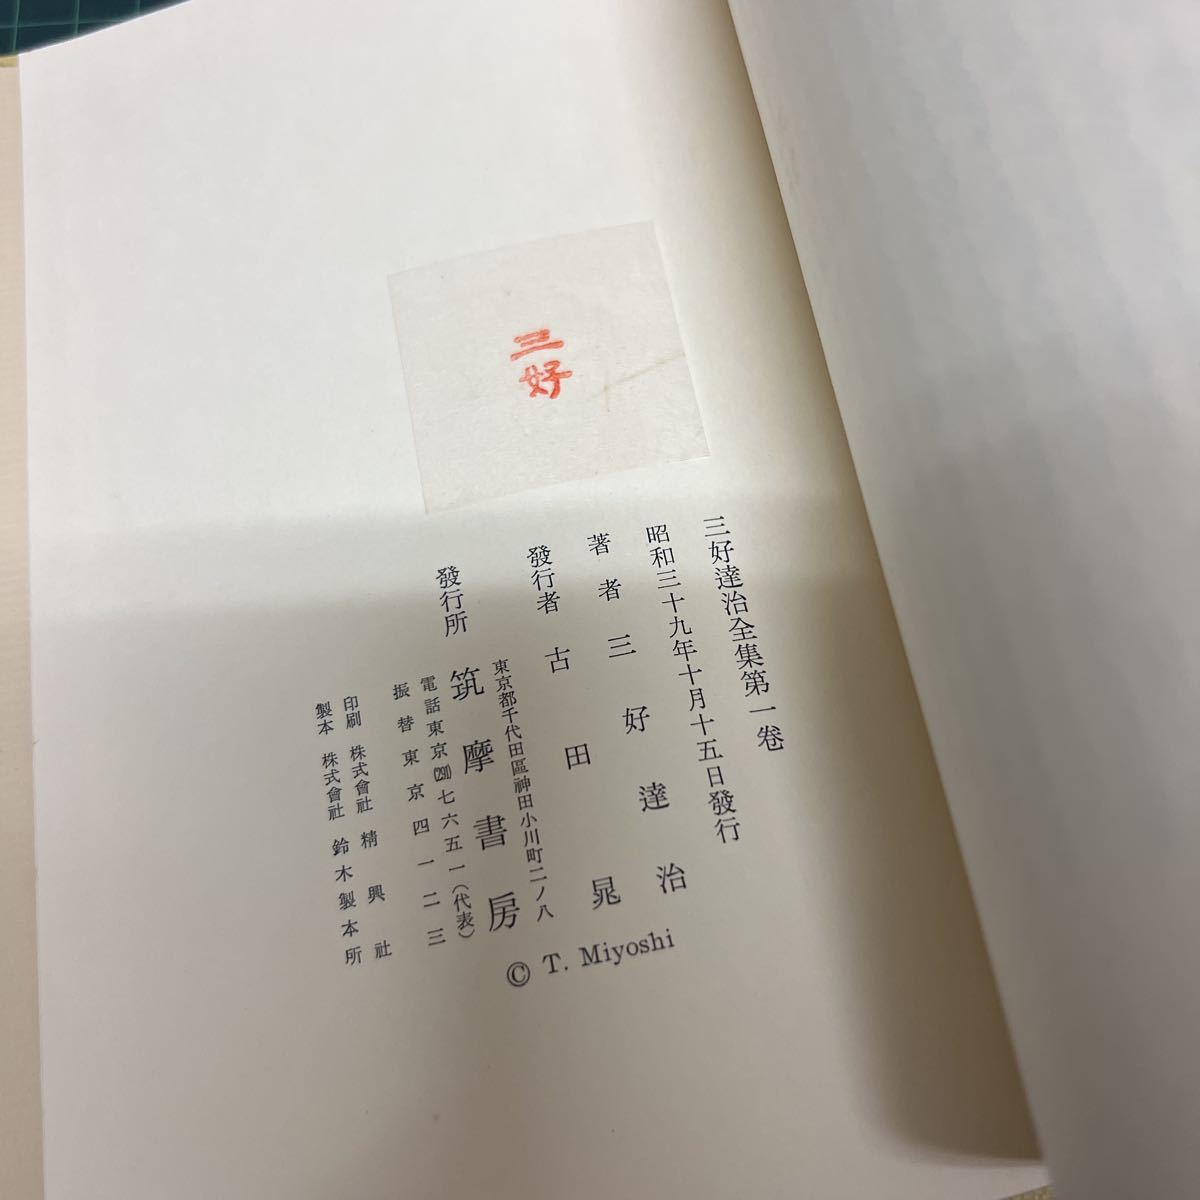 三好
三好達治全集第一卷
昭和三十九年十月十五日發行
著者 三好達治
發行者 古田晁
東京都千代田區神田小川町二ノ八
發行所 筑摩書房
電話東京(291)七六五一(代表)
振替東京四一二三
印刷 株式會社 精興社
製本 株式會社 鈴木製本所
© T. Miyoshi